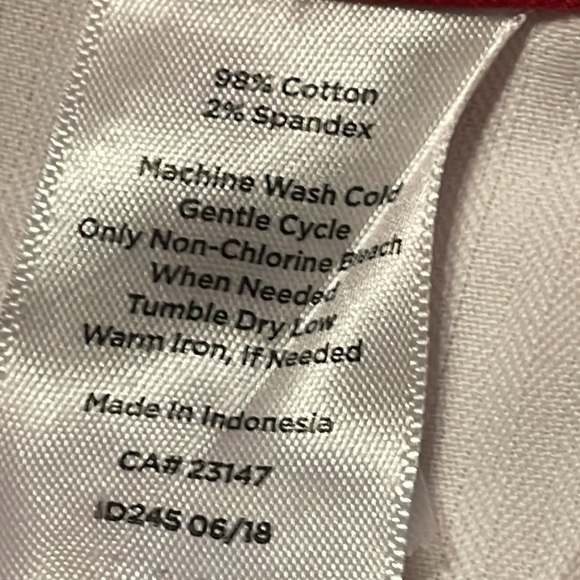 98% Cotton
2% Spandex
Machine Wash Cold
Gentle Cycle
Only Non-Chlorine Bleach
When Needed
Tumble Dry Low
Warm Iron, If Needed
Made in Indonesia
CA# 23147
ID245 06/18